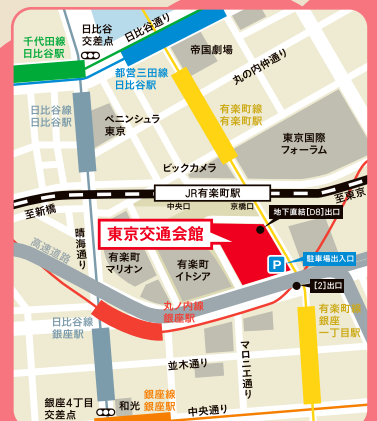 日比谷
交差点
日比谷通り
千代田線
日比谷駅
帝国劇場
都営三田線
日比谷駅
丸の内仲通り
日比谷線
日比谷駅
ペニンシュラ
東京
有楽町線
有楽町駅
東京国際
フォーラム
ビックカメラ
JR有楽町駅
至東京
至新橋
中央口
京橋口
地下直結[D8]出口
東京交通会館
晴海通り
高速道路
有楽町
マリオン
有楽町
イトシア
P
駐車場出入口
[2]出口
丸ノ内線
銀座駅
有楽町線
銀座
一丁目駅
日比谷線
銀座駅
並木通り
マロニエ通り
銀座4丁目
交差点
和光
銀座線
銀座駅
中央通り